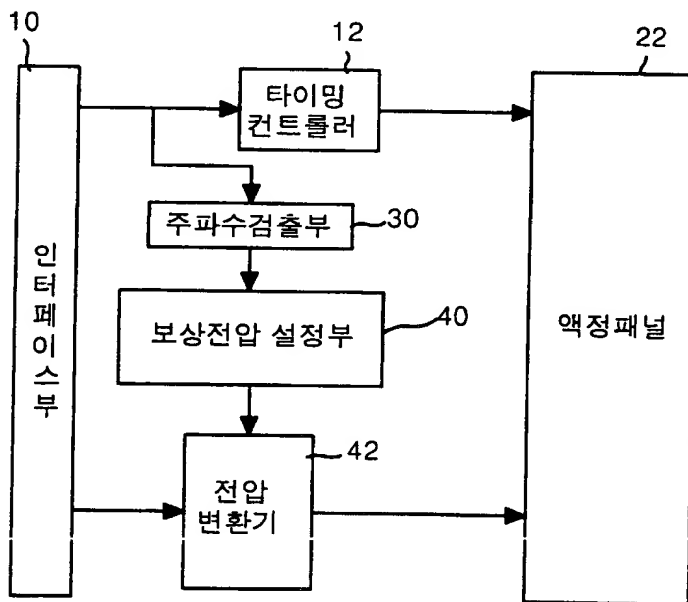 10
12
22
타이밍
컨트롤러
주파수검출부
30
인터페이스부
보상전압 설정부
40
액정패널
42
전압
변환기